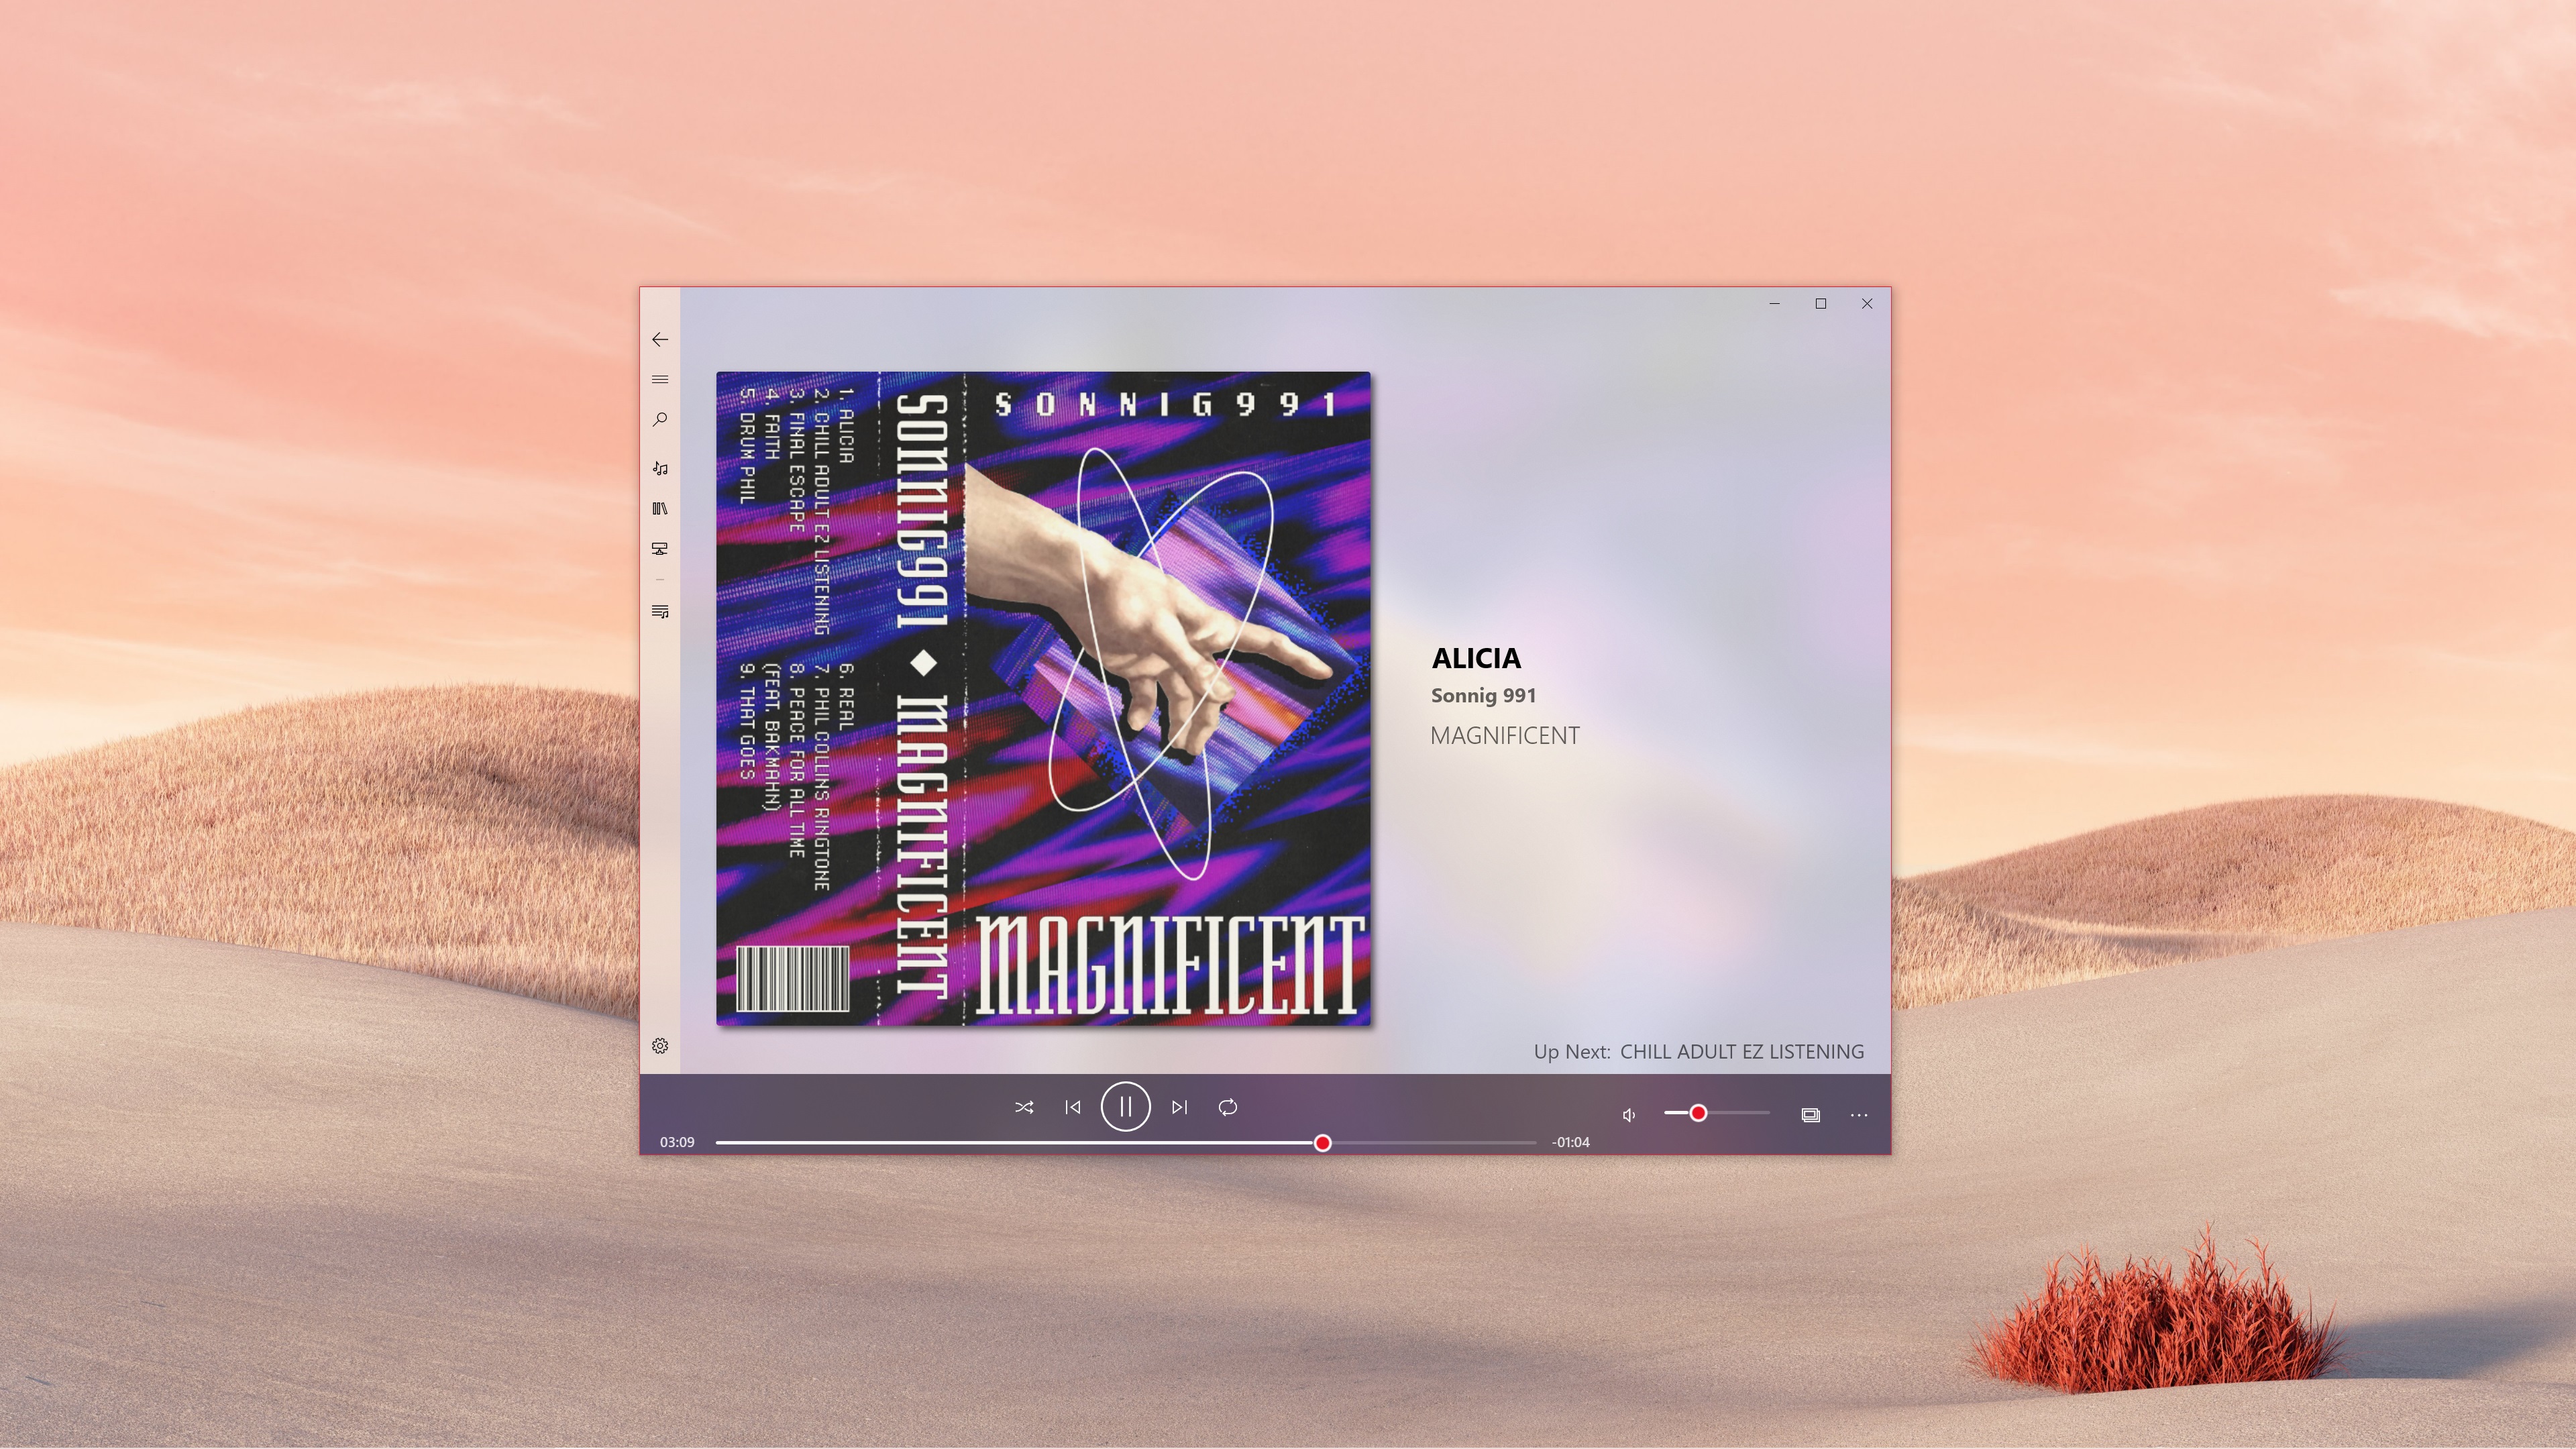 SONNIG991
1. ALICIA
2. CHILL ADULT EZ LISTENING
3. FINAL ESCAPE
4. FAITH
5. DRUM PHIL
6. REAL
7. PHIL COLLINS RINGTONE
8. PEACE FOR ALL TIME
(FEAT. BAKMAHN)
9. THAT GOES
SONNIG991 ◆ MAGNIFICENT
MAGNIFICENT
ALICIA
Sonnig 991
MAGNIFICENT
Up Next: CHILL ADULT EZ LISTENING
03:09
-01:04